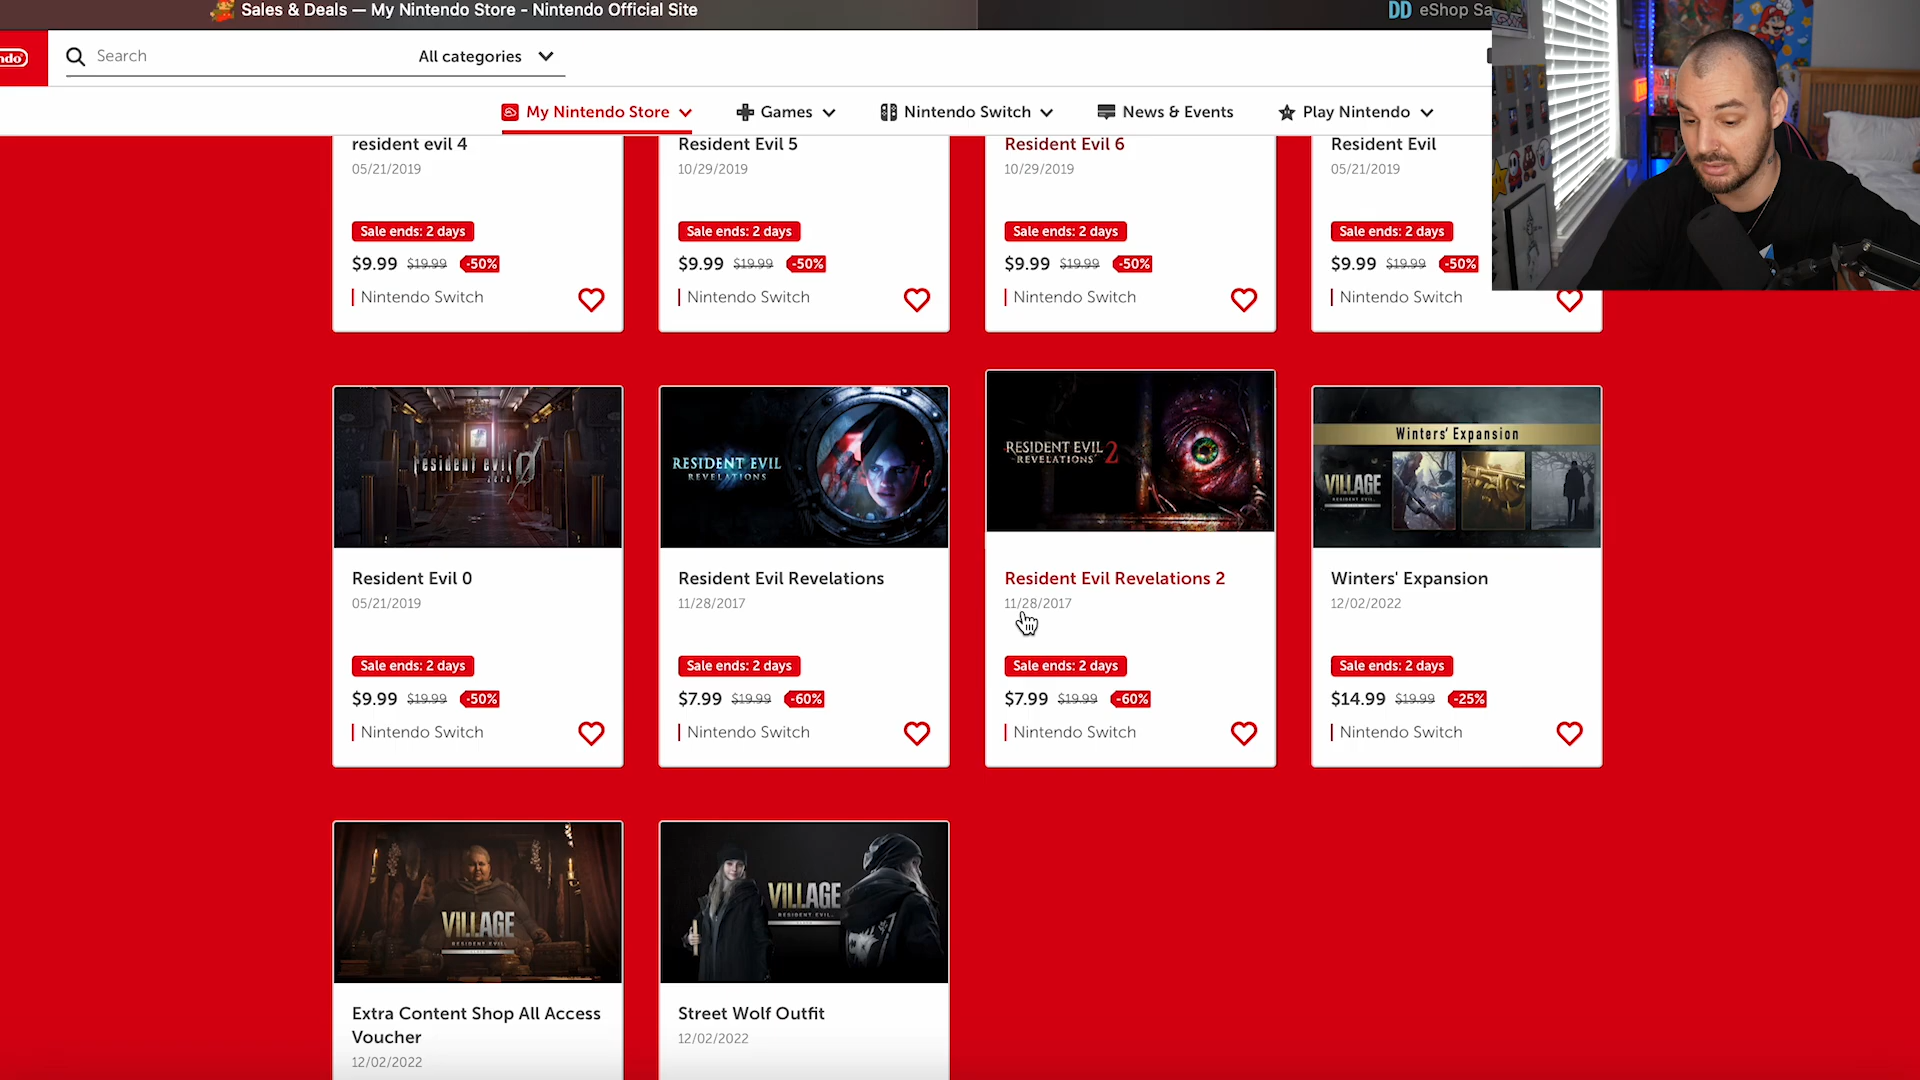 Sales & Deals — My Nintendo Store - Nintendo Official Site
DD eShop Sa
ndo
Search
All categories
My Nintendo Store
Games
Nintendo Switch
News & Events
Play Nintendo
resident evil 4
05/21/2019
Sale ends: 2 days
$9.99 $19.99 -50%
Nintendo Switch
Resident Evil 5
10/29/2019
Sale ends: 2 days
$9.99 $19.99 -50%
Nintendo Switch
Resident Evil 6
10/29/2019
Sale ends: 2 days
$9.99 $19.99 -50%
Nintendo Switch
Resident Evil
05/21/2019
Sale ends: 2 days
$9.99 $19.99 -50%
Nintendo Switch
resident evil 0
zero
Resident Evil 0
05/21/2019
Sale ends: 2 days
$9.99 $19.99 -50%
Nintendo Switch
RESIDENT EVIL
REVELATIONS
Resident Evil Revelations
11/28/2017
Sale ends: 2 days
$7.99 $19.99 -60%
Nintendo Switch
RESIDENT EVIL
REVELATIONS 2
Resident Evil Revelations 2
11/28/2017
Sale ends: 2 days
$7.99 $19.99 -60%
Nintendo Switch
Winters' Expansion
VILLAGE
RESIDENT EVIL
Winters' Expansion
12/02/2022
Sale ends: 2 days
$14.99 $19.99 -25%
Nintendo Switch
VILLAGE
RESIDENT EVIL
Extra Content Shop All Access
Voucher
12/02/2022
VILLAGE
RESIDENT EVIL
Street Wolf Outfit
12/02/2022